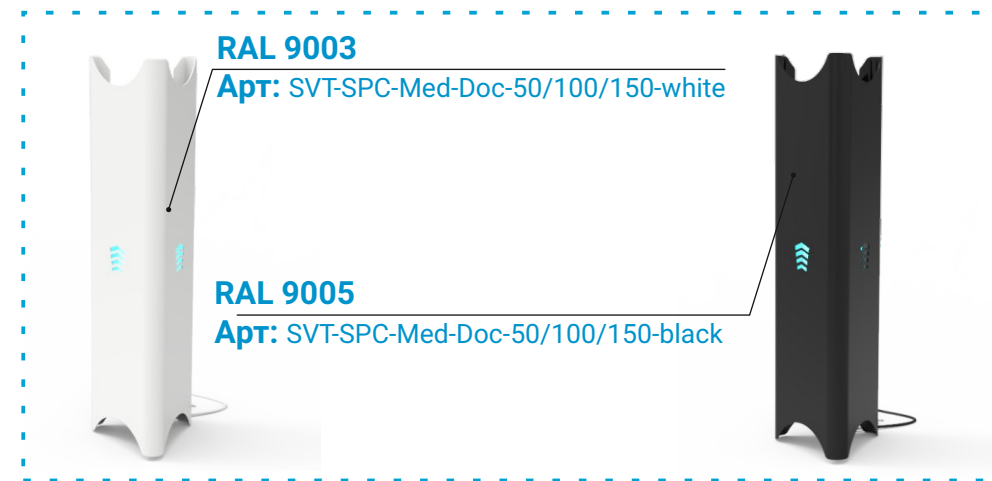 RAL 9003
Арт: SVT-SPC-Med-Doc-50/100/150-white
RAL 9005
Арт: SVT-SPC-Med-Doc-50/100/150-black